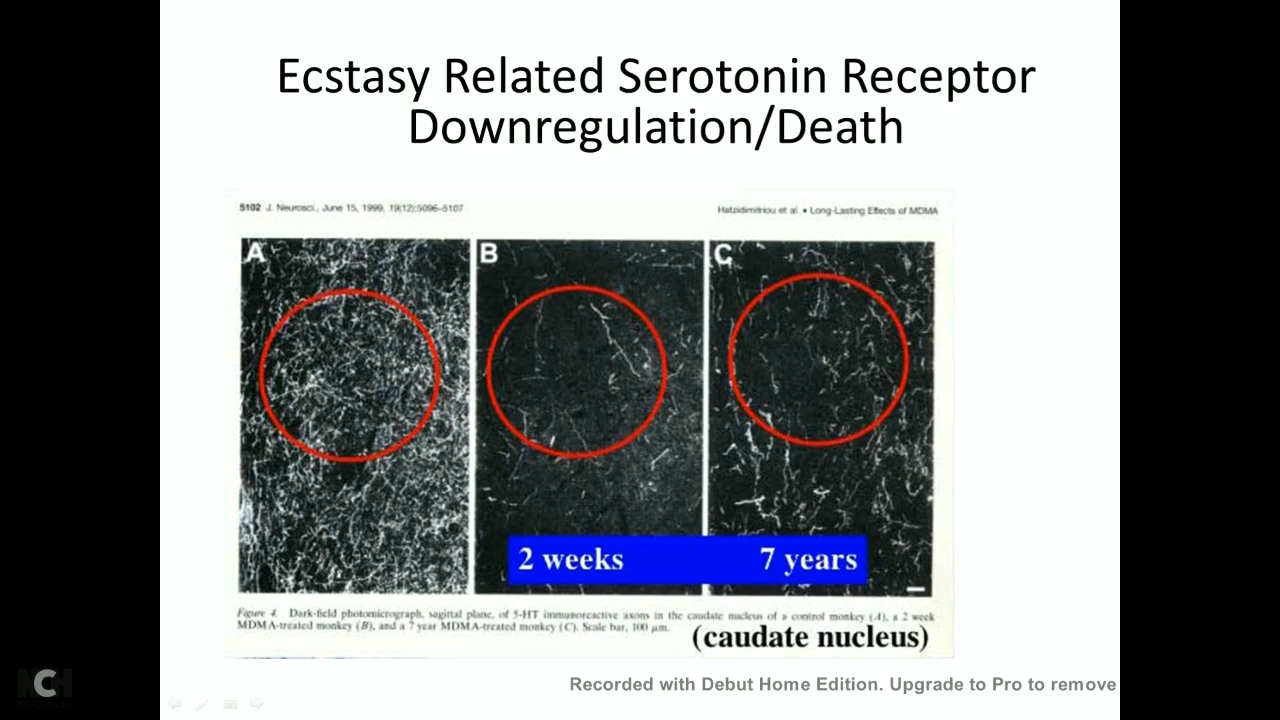 Ecstasy Related Serotonin Receptor
Downregulation/Death
5102 J. Neurosci., June 15, 1999, 19(12):5096–5107
Hatzidimitriou et al. • Long-Lasting Effects of MDMA
A
B
C
2 weeks
7 years
Figure 4. Dark-field photomicrograph, sagittal plane, of 5-HT immunoreactive axons in the caudate nucleus of a control monkey (A), a 2 week
MDMA-treated monkey (B), and a 7 year MDMA-treated monkey (C). Scale bar, 100 μm.
(caudate nucleus)
NCH
Recorded with Debut Home Edition. Upgrade to Pro to remove